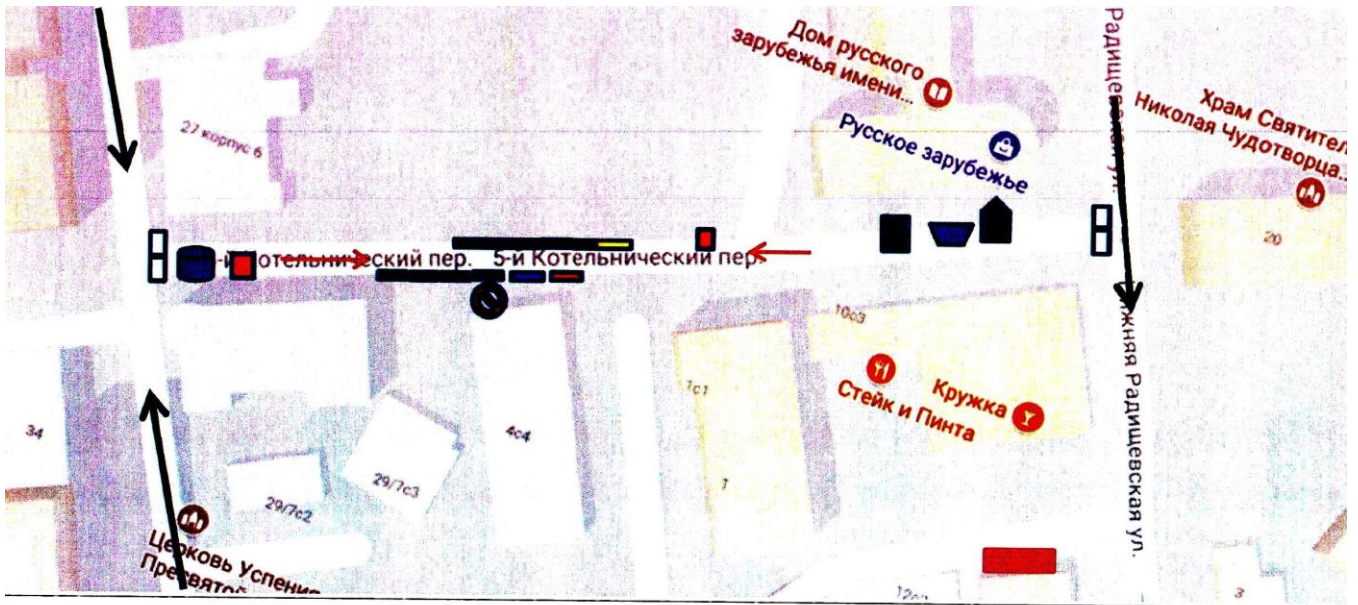 Дом русского
зарубежья имени...
Русское зарубежье
Радищевская ул.
Храм Святител
Николая Чудотворца...
27 корпус 6
20
Котельнический пер.
5-й Котельнический пер.
10с3
1с1
Стейк и Пинта
Кружка
жняя Радищевская ул.
34
4с4
29/7с3
29/7с2
1
Церковь Успения
3